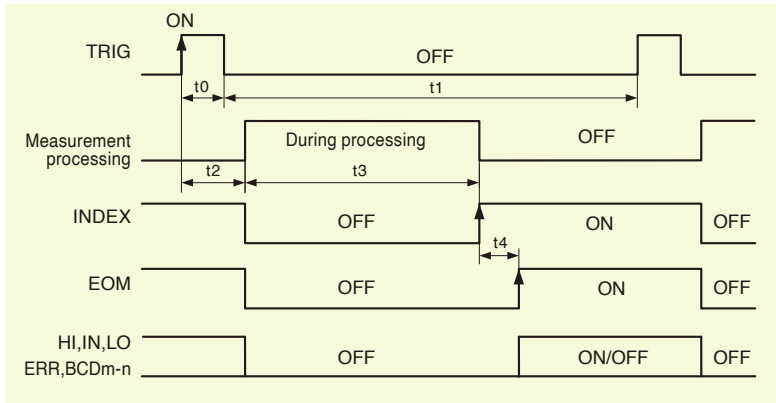 ON
TRIG
OFF
t0
t1
Measurement
processing
During processing
OFF
t2
t3
INDEX
OFF
ON
OFF
t4
EOM
OFF
ON
OFF
HI,IN,LO
ERR,BCDm-n
OFF
ON/OFF
OFF